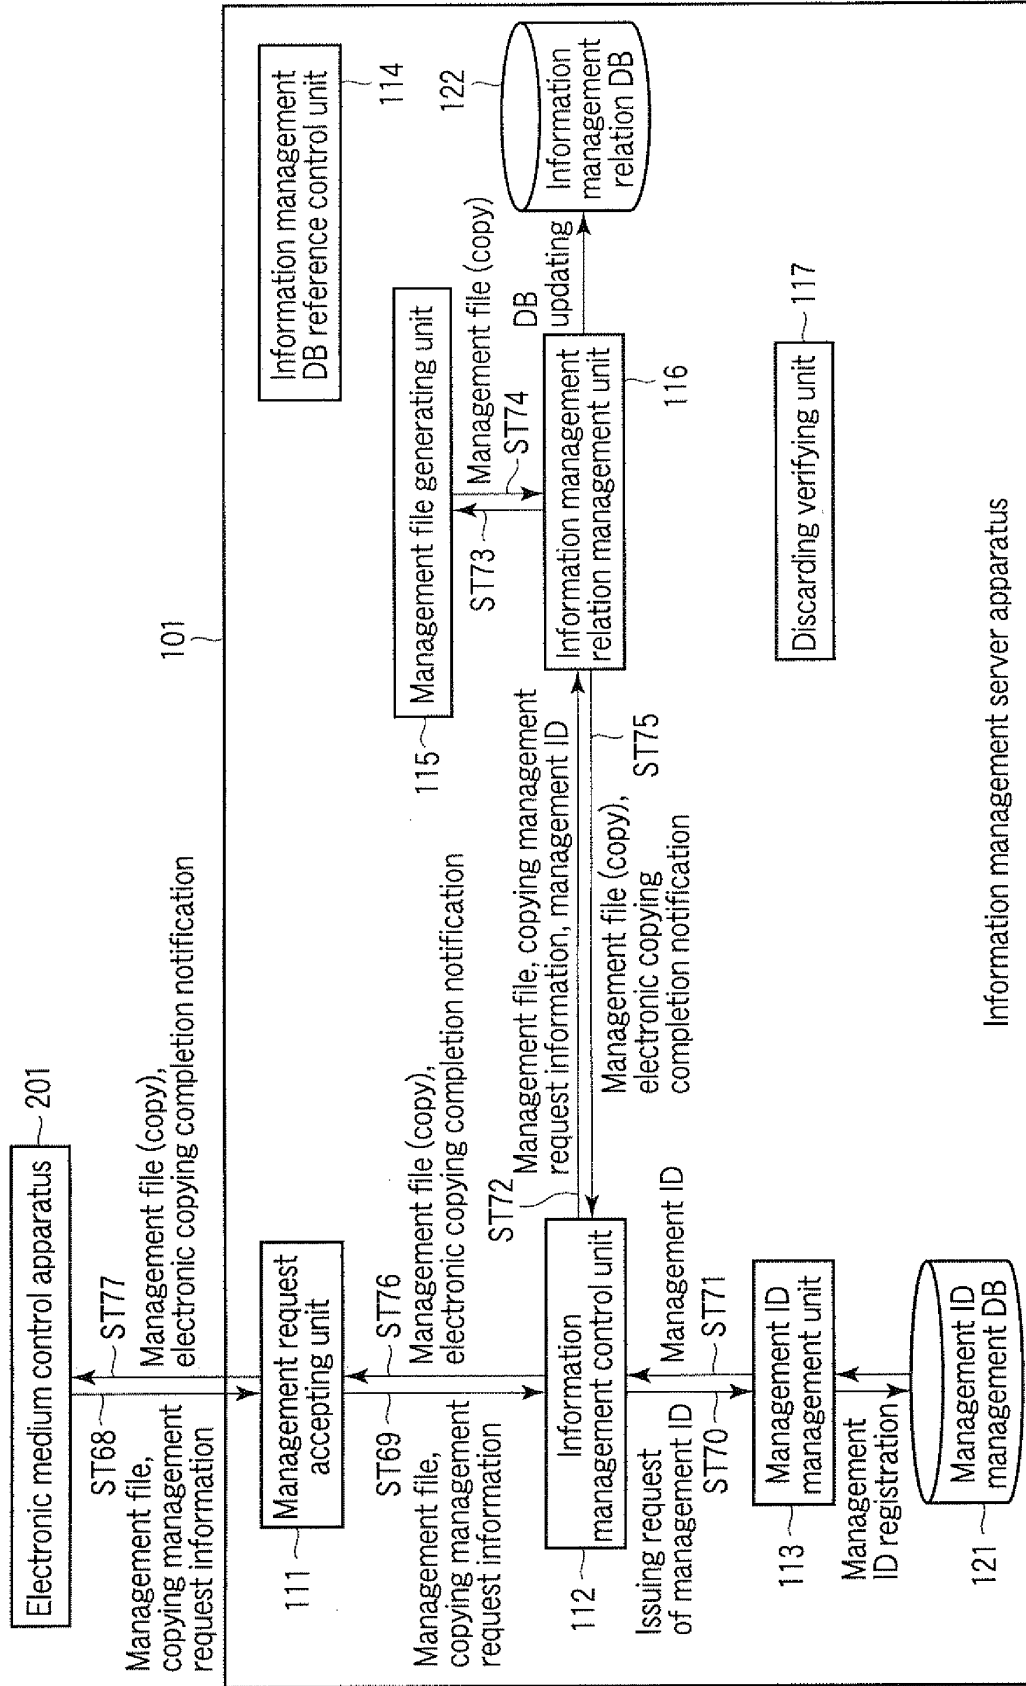 Electronic medium control apparatus
201
ST68
Management file,
copying management
request information
ST77
Management file (copy),
electronic copying completion notification
101
Management request
accepting unit
111
ST69
Management file,
copying management
request information
ST76
Management file (copy),
electronic copying completion notification
Information
management control unit
112
ST72
Management file, copying management
request information, management ID
ST75
Management file (copy),
electronic copying
completion notification
Issuing request
of management ID
ST70
Management ID
ST71
Management ID
management unit
113
Management
ID registration
Management ID
management DB
121
Management file generating unit
115
ST73
ST74
Management file (copy)
Information management
relation management unit
116
DB
updating
Information
management
relation DB
122
Information management
DB reference control unit
114
Discarding verifying unit
117
Information management server apparatus